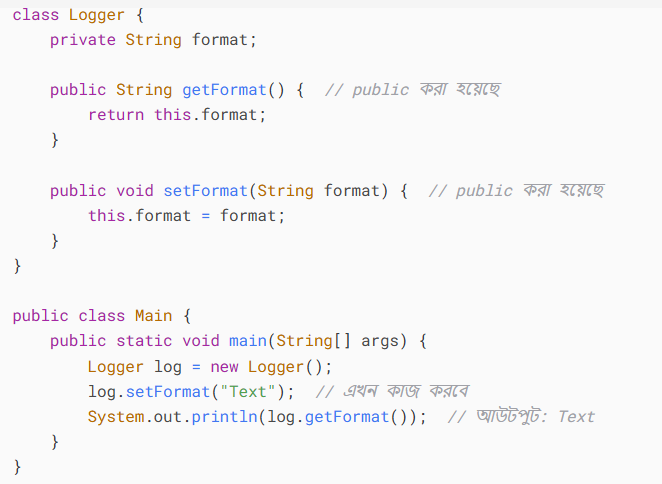 class Logger {
    private String format;

    public String getFormat() {  // public করা হয়েছে
        return this.format;
    }

    public void setFormat(String format) {  // public করা হয়েছে
        this.format = format;
    }
}

public class Main {
    public static void main(String[] args) {
        Logger log = new Logger();
        log.setFormat("Text");  // এখন কাজ করবে
        System.out.println(log.getFormat());  // আউটপুট: Text
    }
}